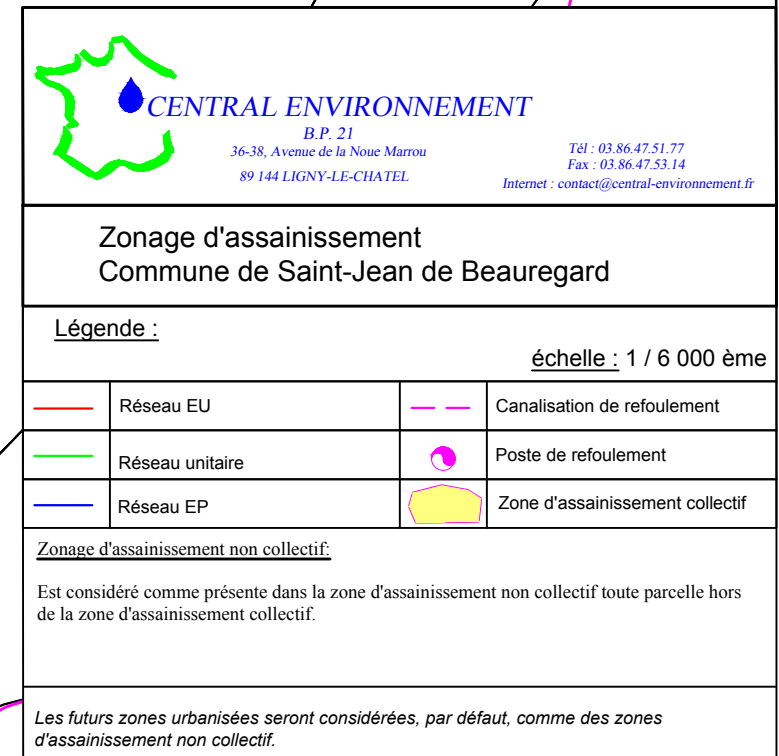 CENTRAL ENVIRONNEMENT
B.P. 21
36-38, Avenue de la Noue Marrou
89 144 LIGNY-LE-CHATEL
Tél : 03.86.47.51.77
Fax : 03.86.47.53.14
Internet : contact@central-environnement.fr
Zonage d'assainissement
Commune de Saint-Jean de Beauregard
Légende :
échelle : 1 / 6 000 ème
Réseau EU
Canalisation de refoulement
Réseau unitaire
Poste de refoulement
Réseau EP
Zone d'assainissement collectif
Zonage d'assainissement non collectif:
Est considéré comme présente dans la zone d'assainissement non collectif toute parcelle hors
de la zone d'assainissement collectif.
Les futurs zones urbanisées seront considérées, par défaut, comme des zones
d'assainissement non collectif.